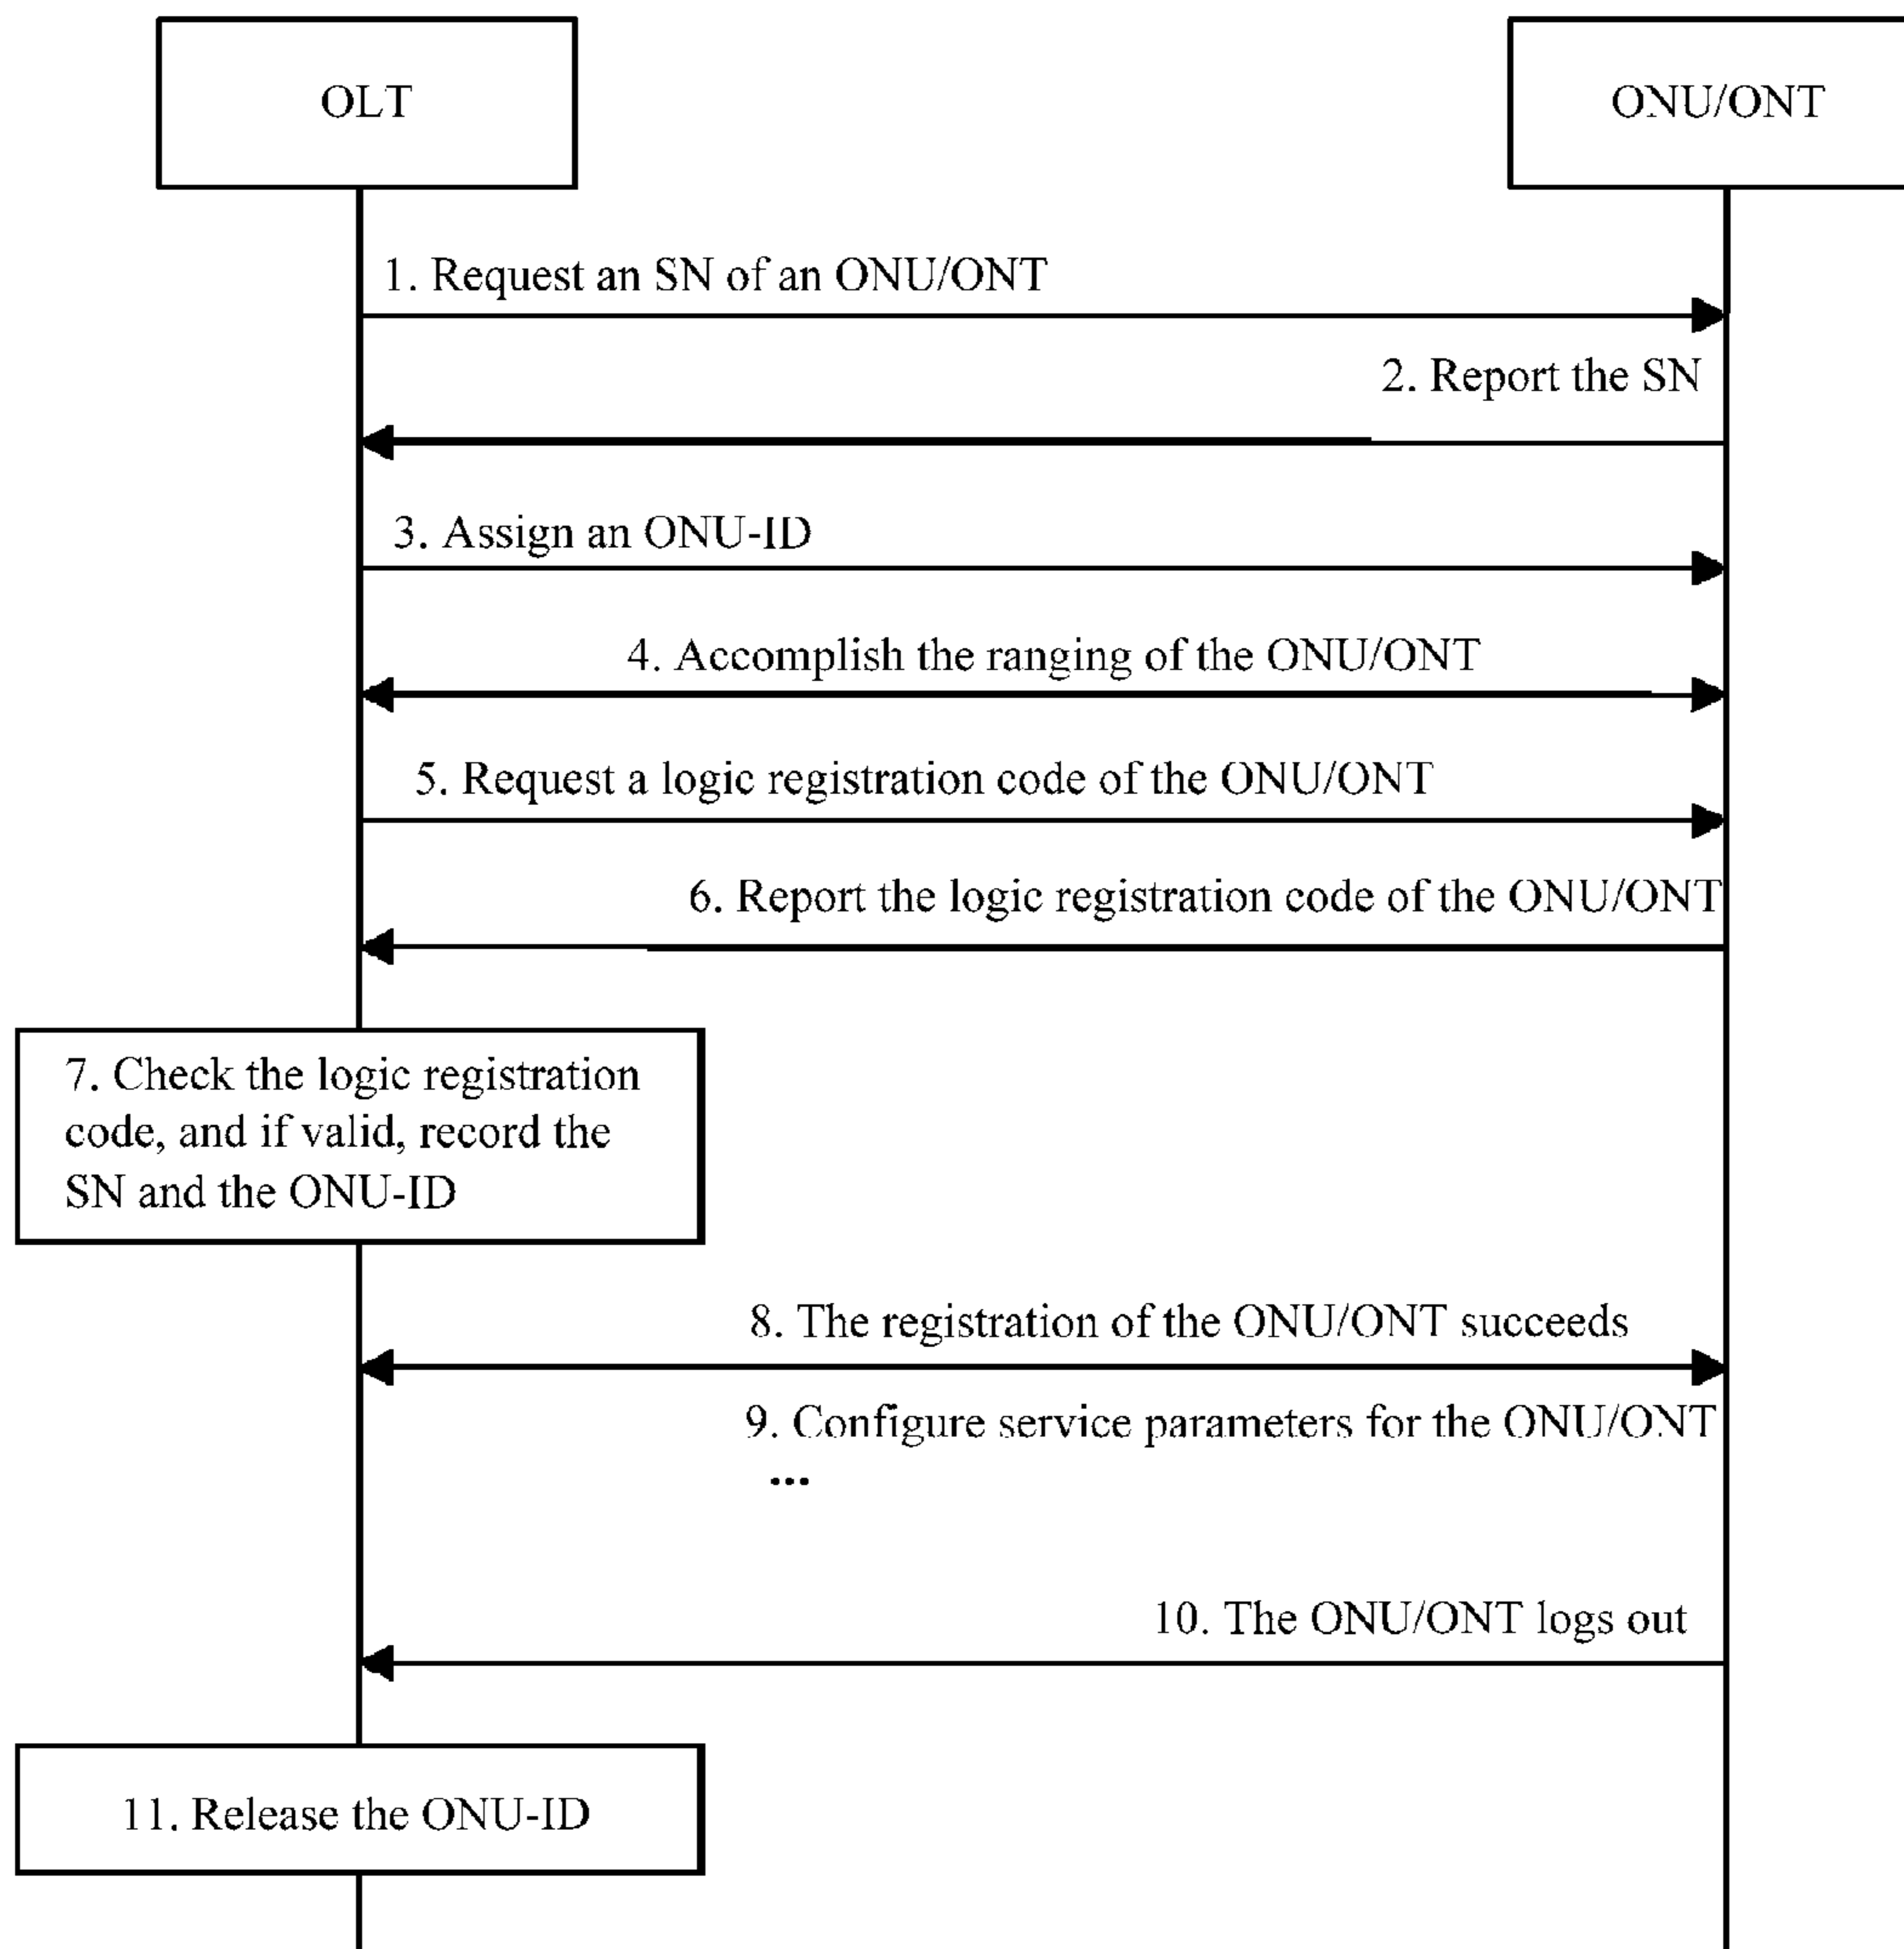 OLT
ONU/ONT
1. Request an SN of an ONU/ONT
2. Report the SN
3. Assign an ONU-ID
4. Accomplish the ranging of the ONU/ONT
5. Request a logic registration code of the ONU/ONT
6. Report the logic registration code of the ONU/ONT
7. Check the logic registration
code, and if valid, record the
SN and the ONU-ID
8. The registration of the ONU/ONT succeeds
9. Configure service parameters for the ONU/ONT
...
10. The ONU/ONT logs out
11. Release the ONU-ID